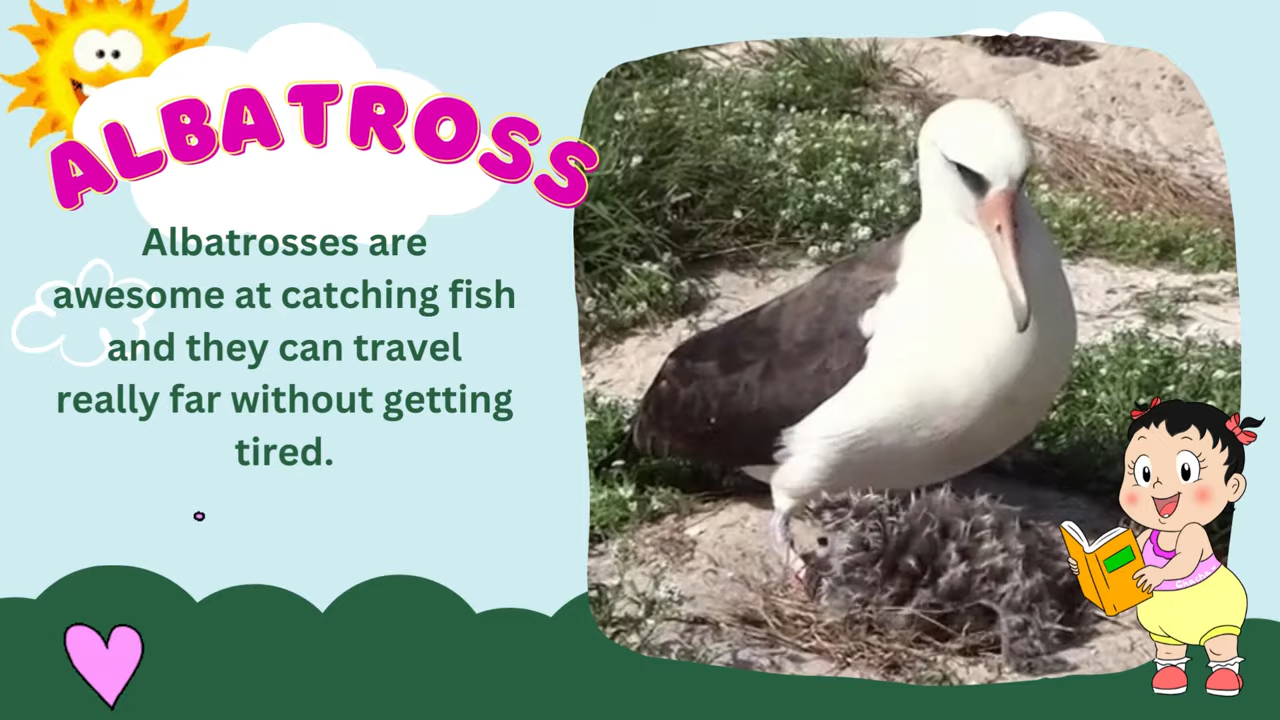 ALBATROSS
Albatrosses are
awesome at catching fish
and they can travel
really far without getting
tired.